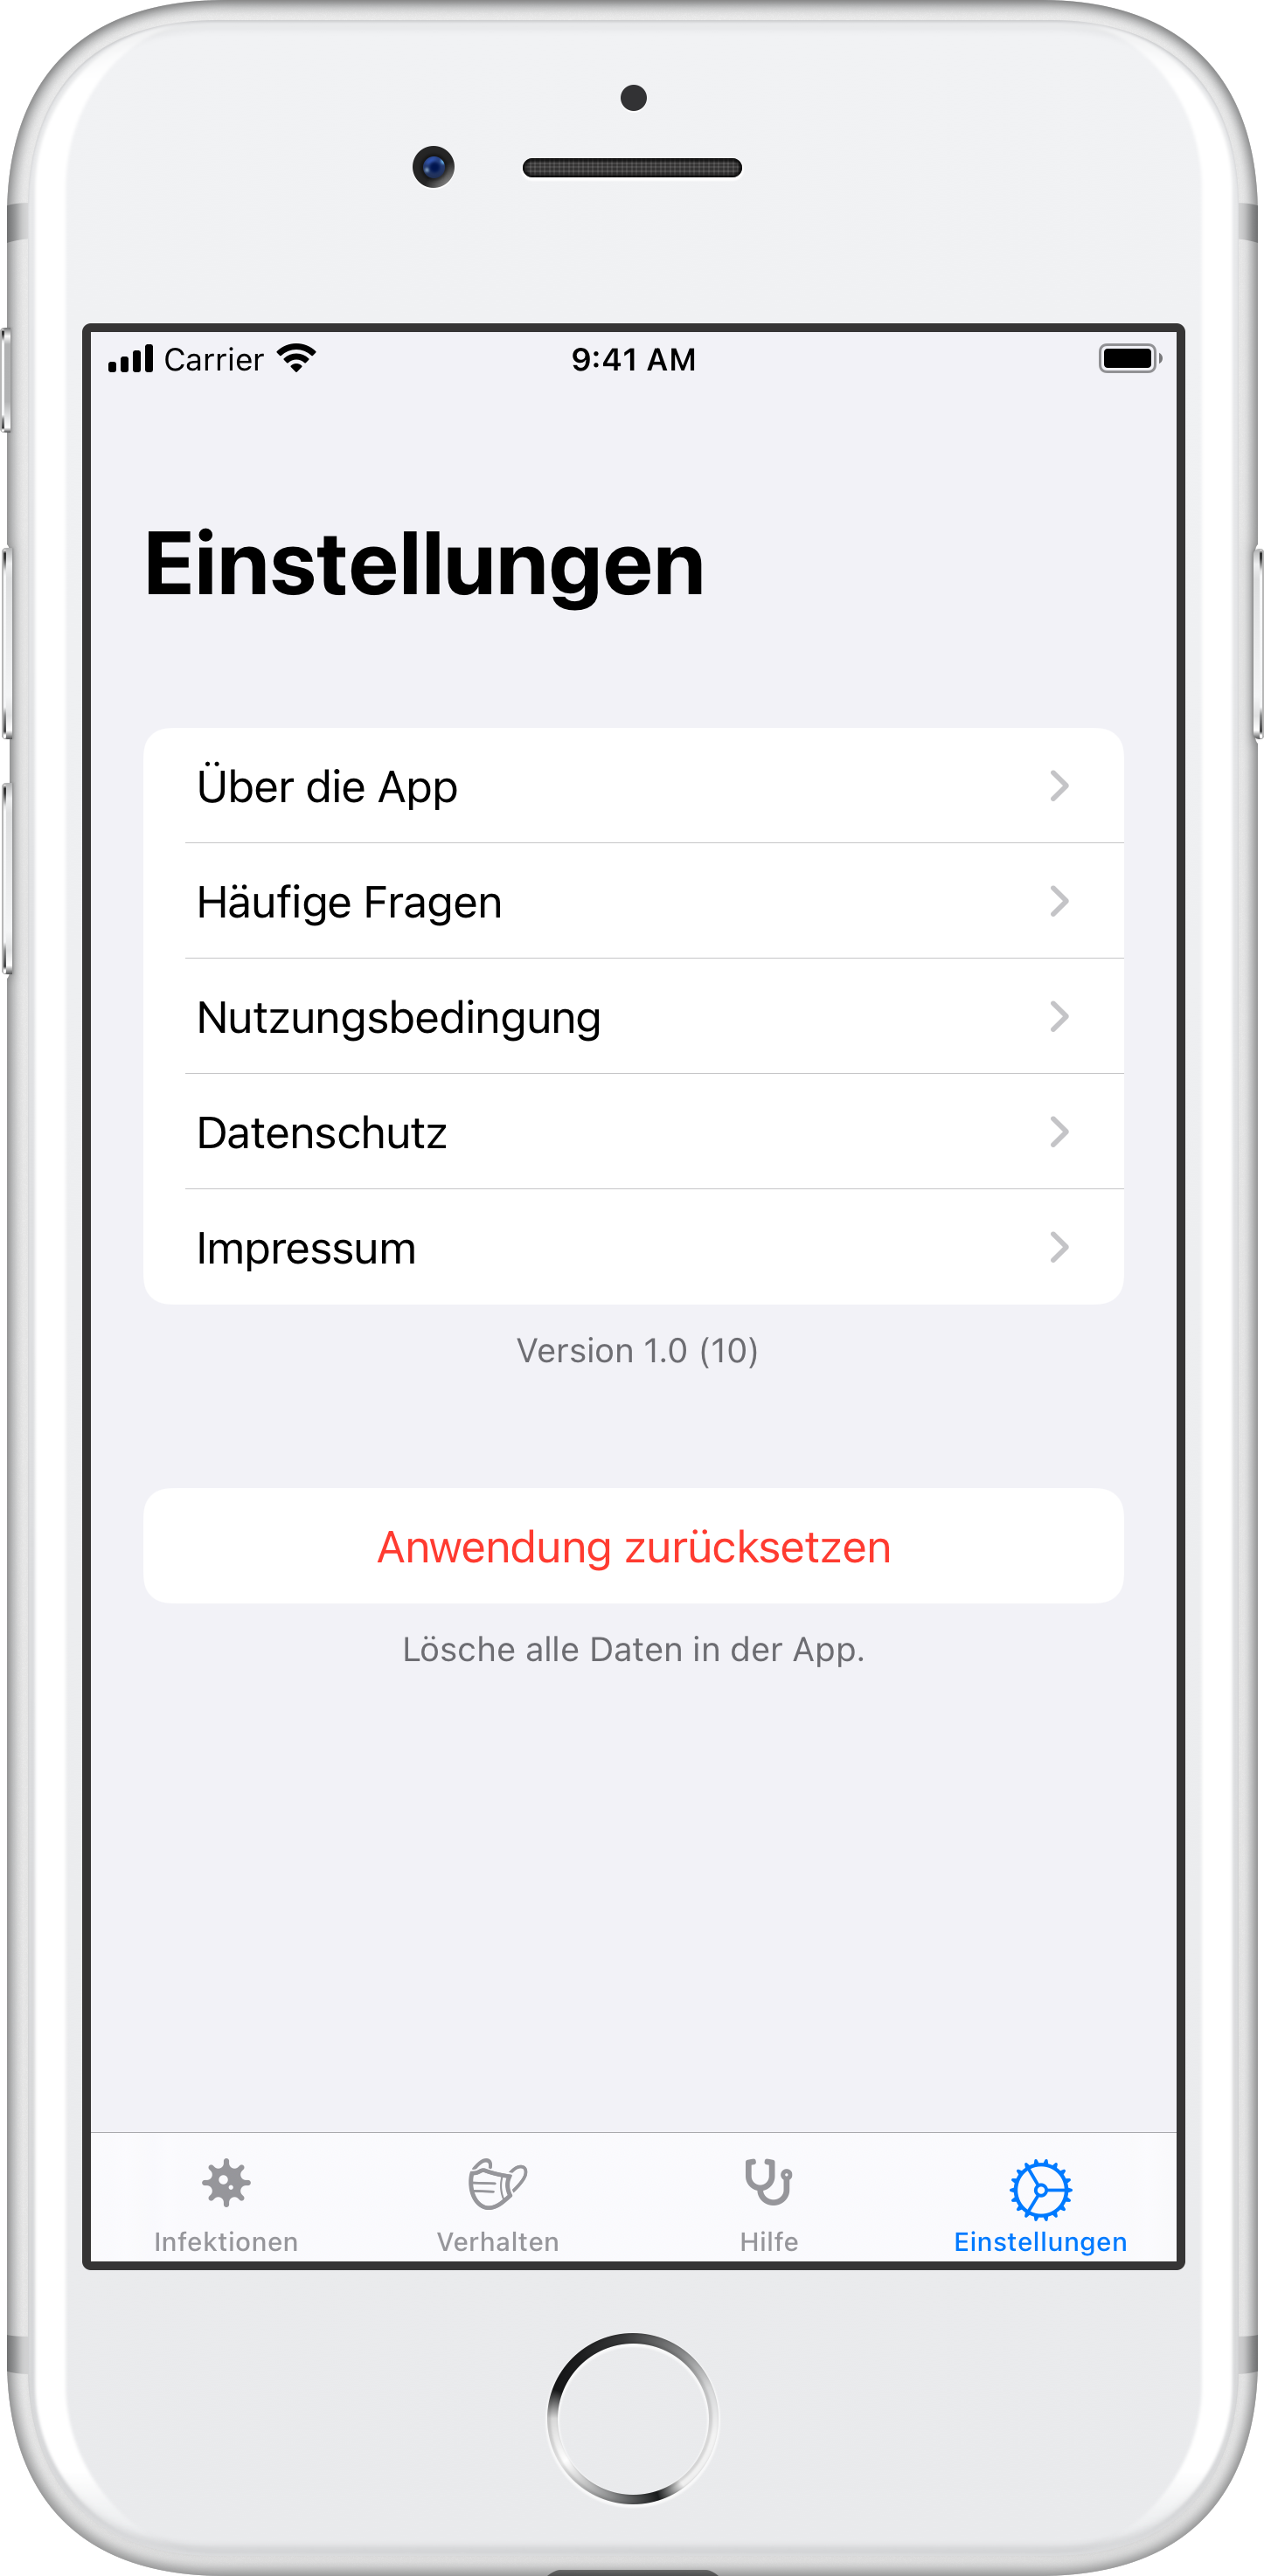 Carrier 9:41 AM
Einstellungen
Über die App
Häufige Fragen
Nutzungsbedingung
Datenschutz
Impressum
Version 1.0 (10)
Anwendung zurücksetzen
Lösche alle Daten in der App.
Infektionen Verhalten Hilfe Einstellungen